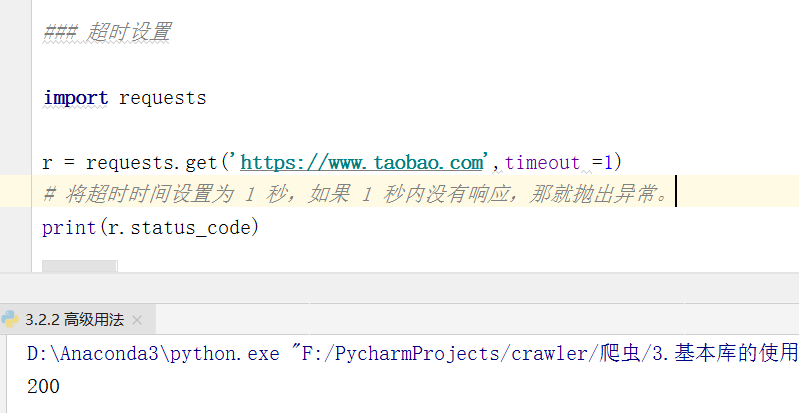 ### 超时设置
import requests
r = requests.get('https://www.taobao.com',timeout =1)
# 将超时时间设置为 1 秒，如果 1 秒内没有响应，那就抛出异常。
print(r.status_code)
3.2.2 高级用法
D:\Anaconda3\python.exe "F:/PycharmProjects/crawler/爬虫/3.基本库的使用
200